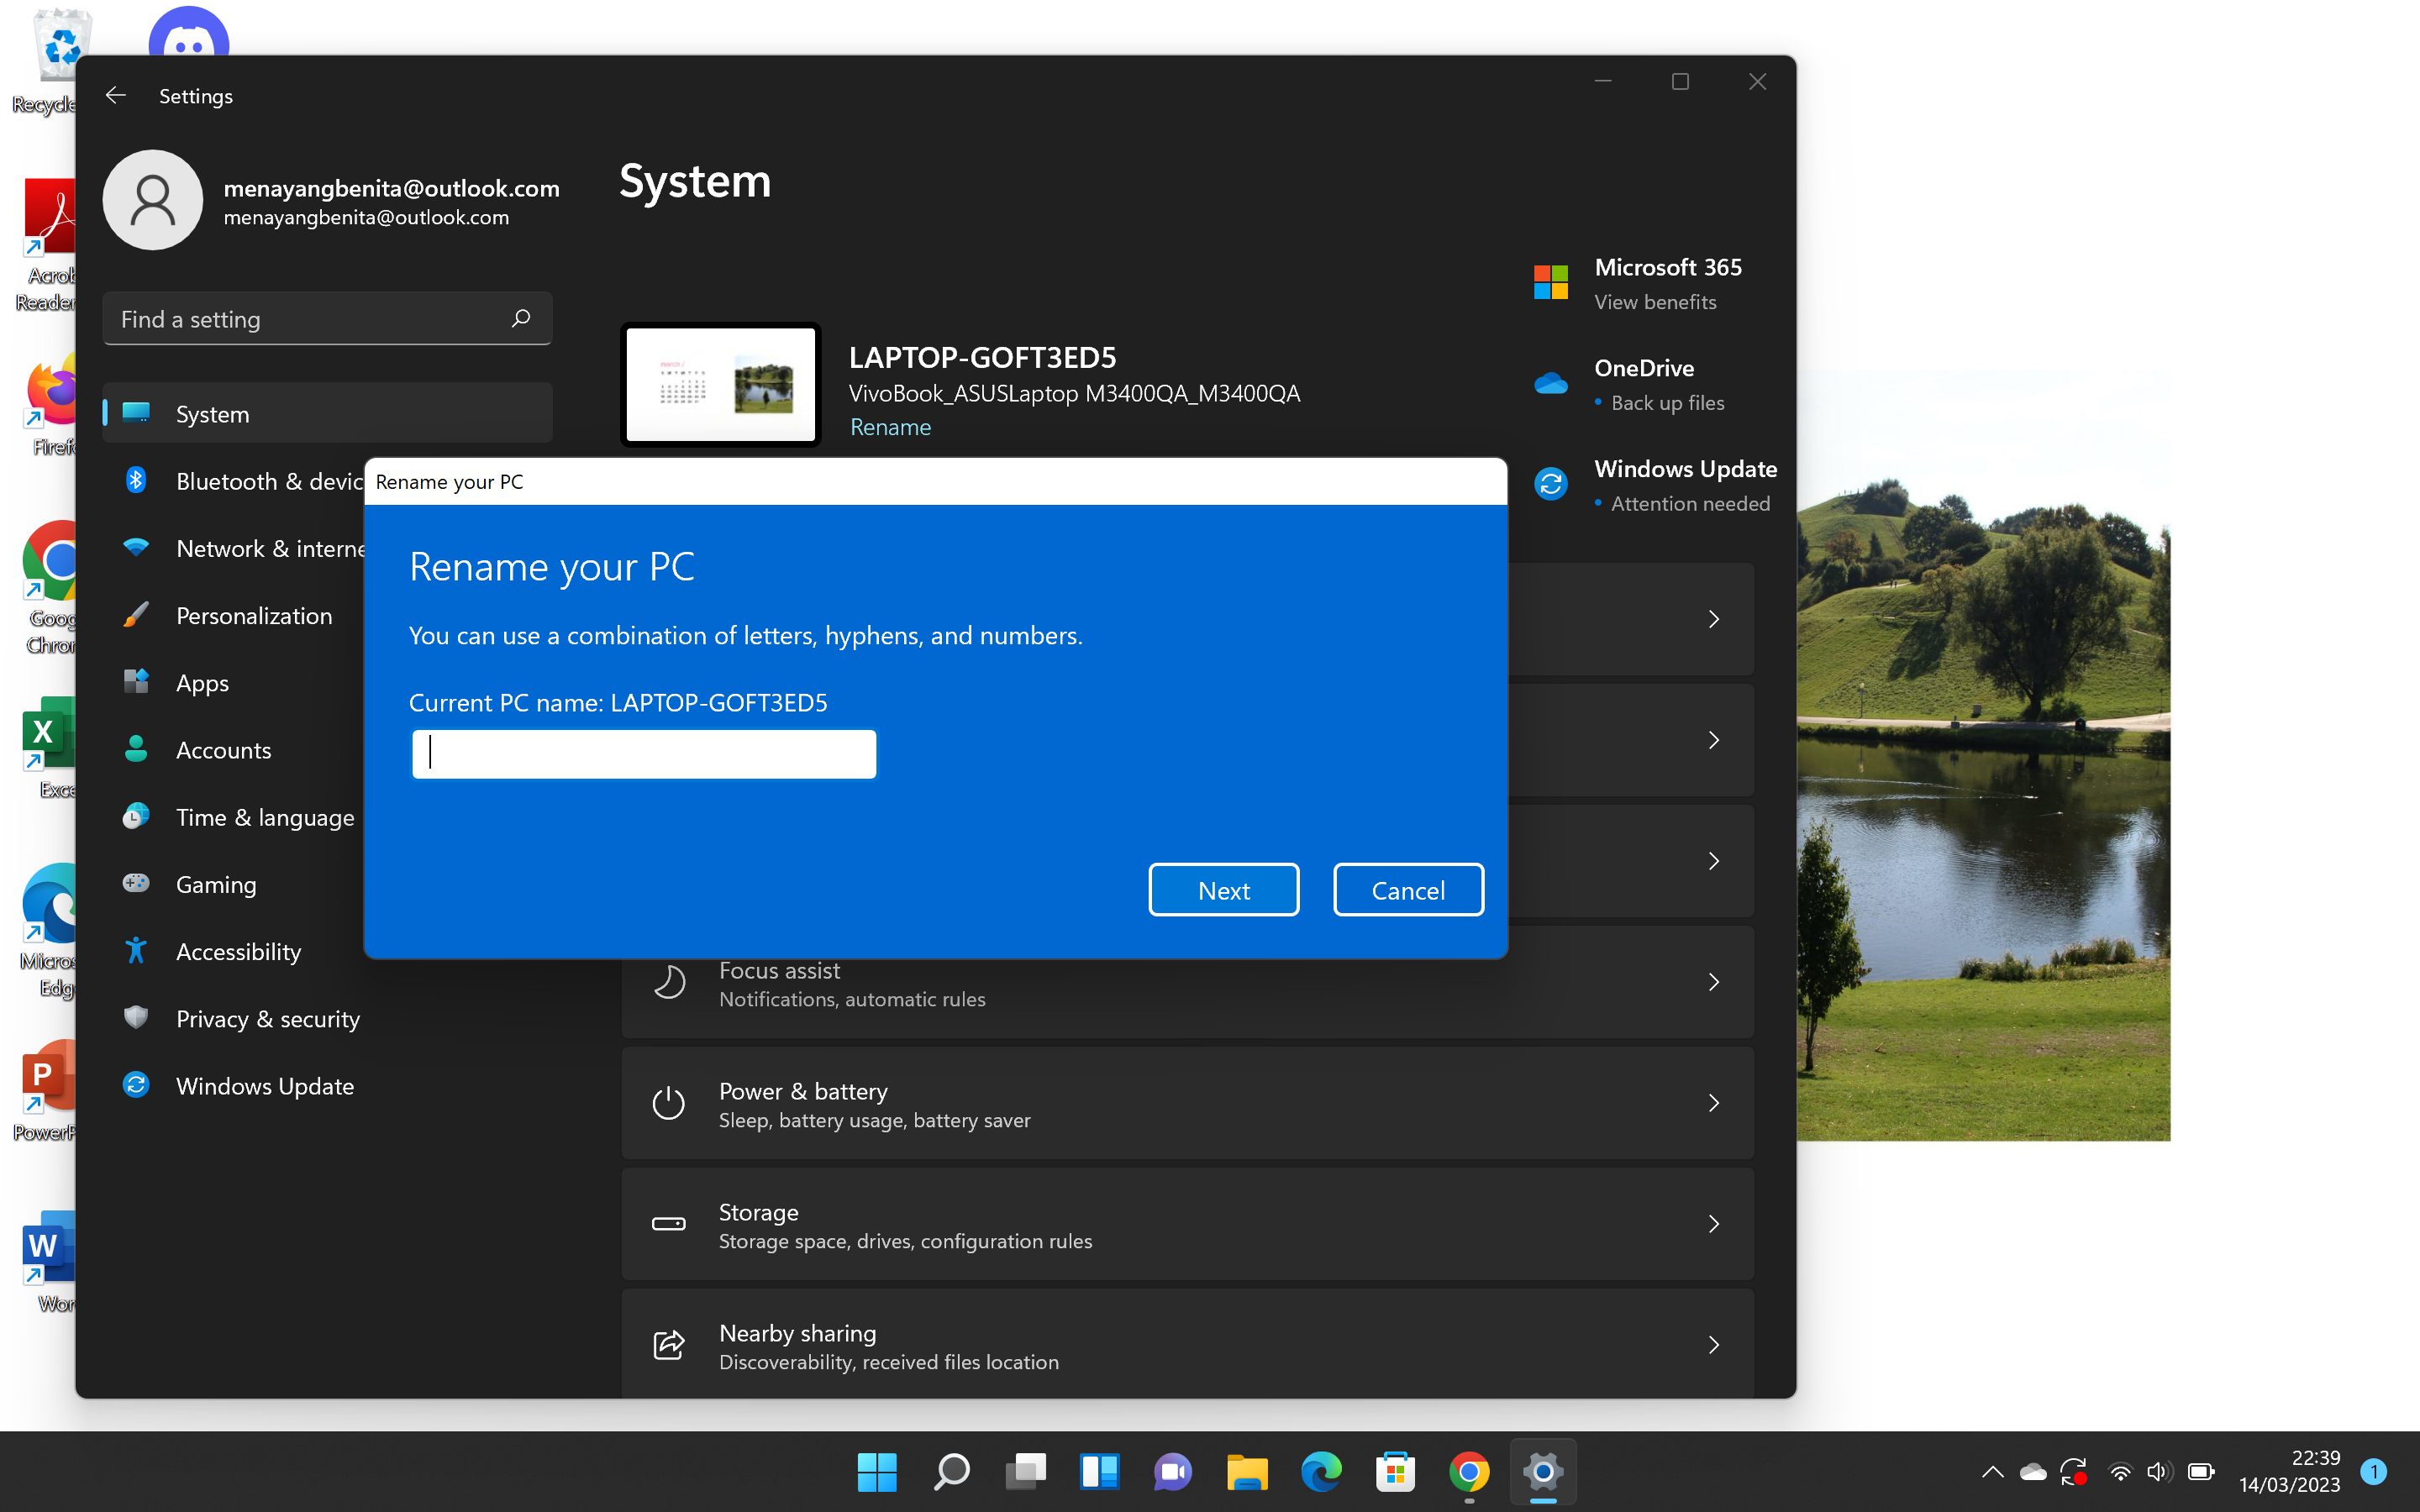 Settings
menayangbenita@outlook.com
menayangbenita@outlook.com
Find a setting
System
Bluetooth & devic
Network & interne
Personalization
Apps
Accounts
Time & language
Gaming
Accessibility
Privacy & security
Windows Update
System
LAPTOP-GOFT3ED5
VivoBook_ASUSLaptop M3400QA_M3400QA
Rename
Microsoft 365
View benefits
OneDrive
• Back up files
Windows Update
• Attention needed
Rename your PC
Rename your PC
You can use a combination of letters, hyphens, and numbers.
Current PC name: LAPTOP-GOFT3ED5
Next
Cancel
Focus assist
Notifications, automatic rules
Power & battery
Sleep, battery usage, battery saver
Storage
Storage space, drives, configuration rules
Nearby sharing
Discoverability, received files location
Recycle
Acrob
Reader
Firef
Goog
Chron
X
Exce
Micros
Edg
P
PowerP
W
Wor
22:39
14/03/2023
1